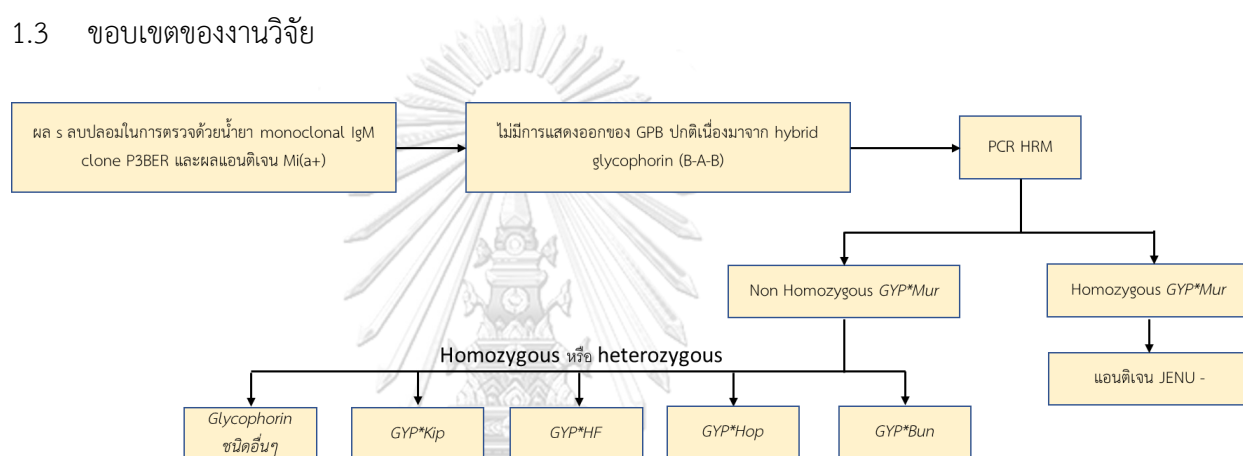 1.3 ขอบเขตของงานวิจัย
ผล s ลบปลอมในการตรวจด้วยน้ำยา monoclonal IgM
clone P3BER และผลแอนติเจน Mi(a+)
ไม่มีการแสดงออกของ GPB ปกติเนื่องมาจาก hybrid
glycophorin (B-A-B)
PCR HRM
Non Homozygous GYP*Mur
Homozygous GYP*Mur
Homozygous หรือ heterozygous
แอนติเจน JENU -
Glycophorin
ชนิดอื่นๆ
GYP*Kip
GYP*HF
GYP*Hop
GYP*Bun